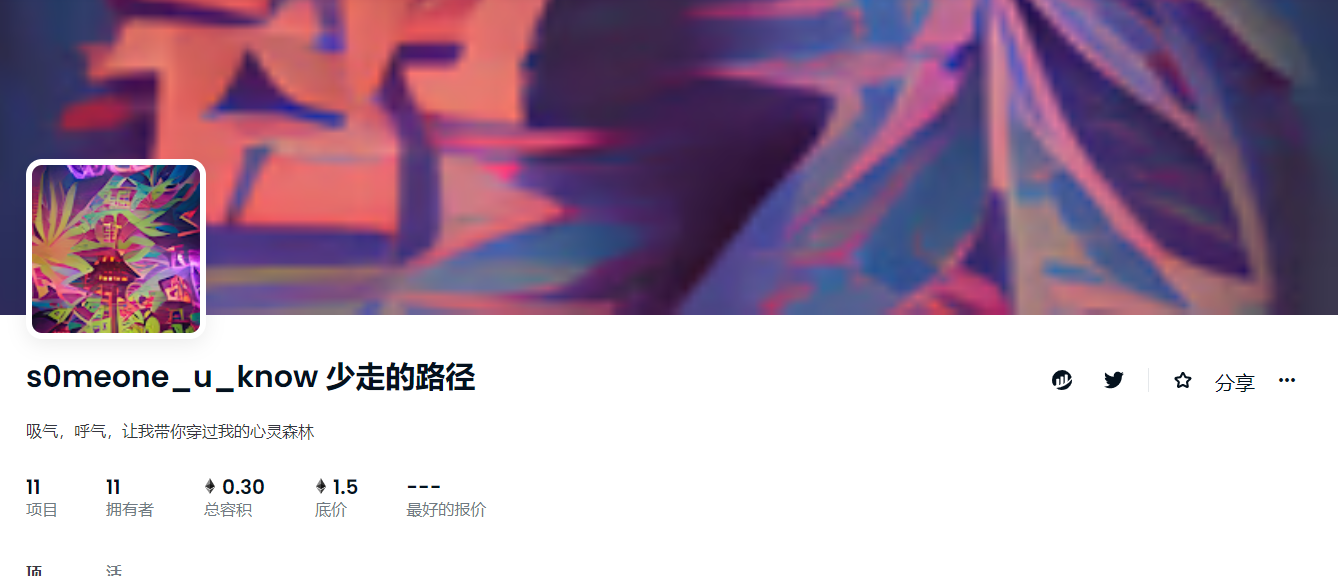 s0meone_u_know 少走的路径
分享
吸气，呼气，让我带你穿过我的心灵森林
11 11 0.30 1.5 ---
项目 拥有者 总容积 底价 最好的报价